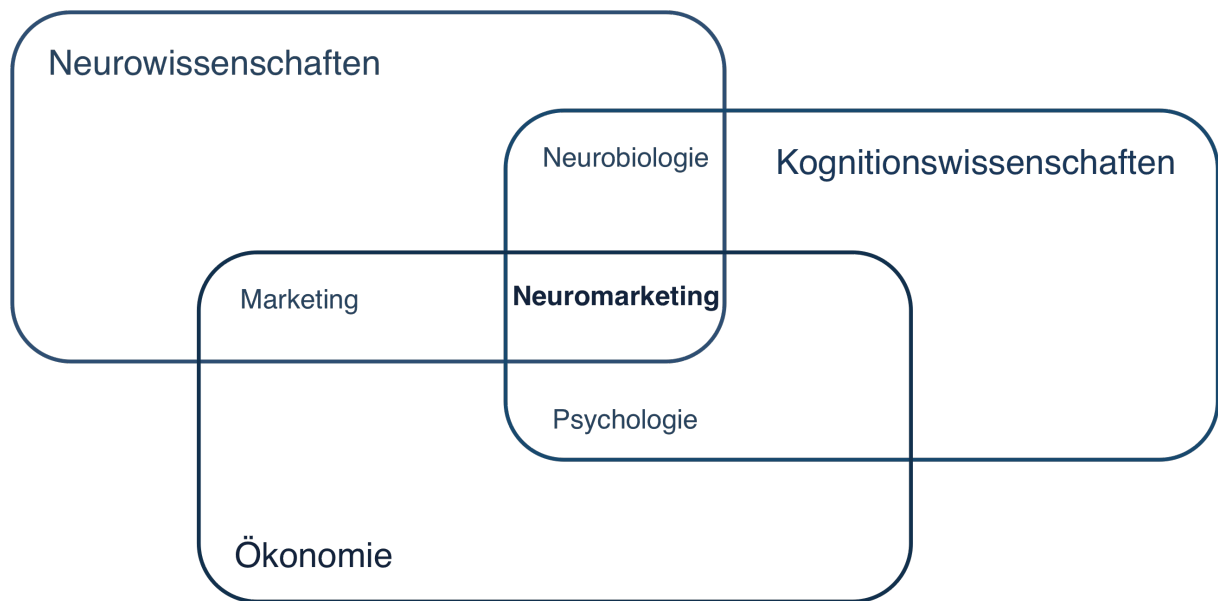 Neurowissenschaften
Neurobiologie
Kognitionswissenschaften
Marketing
Neuromarketing
Psychologie
Ökonomie